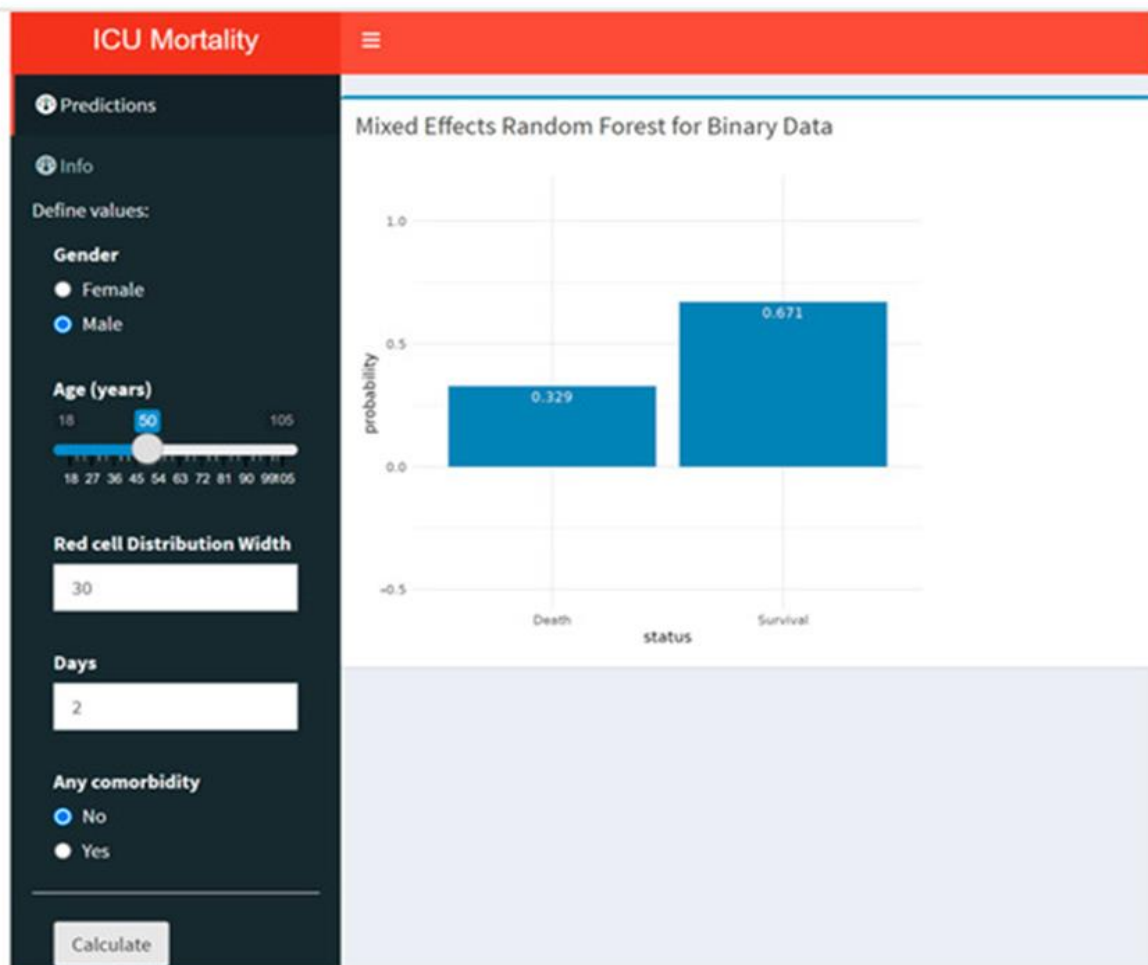 ICU Mortality
Predictions
Info
Define values:
Gender
Female
Male
Age (years)
18 50 105
18 27 36 45 54 63 72 81 90 99105
Red cell Distribution Width
30
Days
2
Any comorbidity
No
Yes
Calculate
Mixed Effects Random Forest for Binary Data
1.0
0.5
0.0
−0.5
probability
0.329
0.671
Death Survival
status